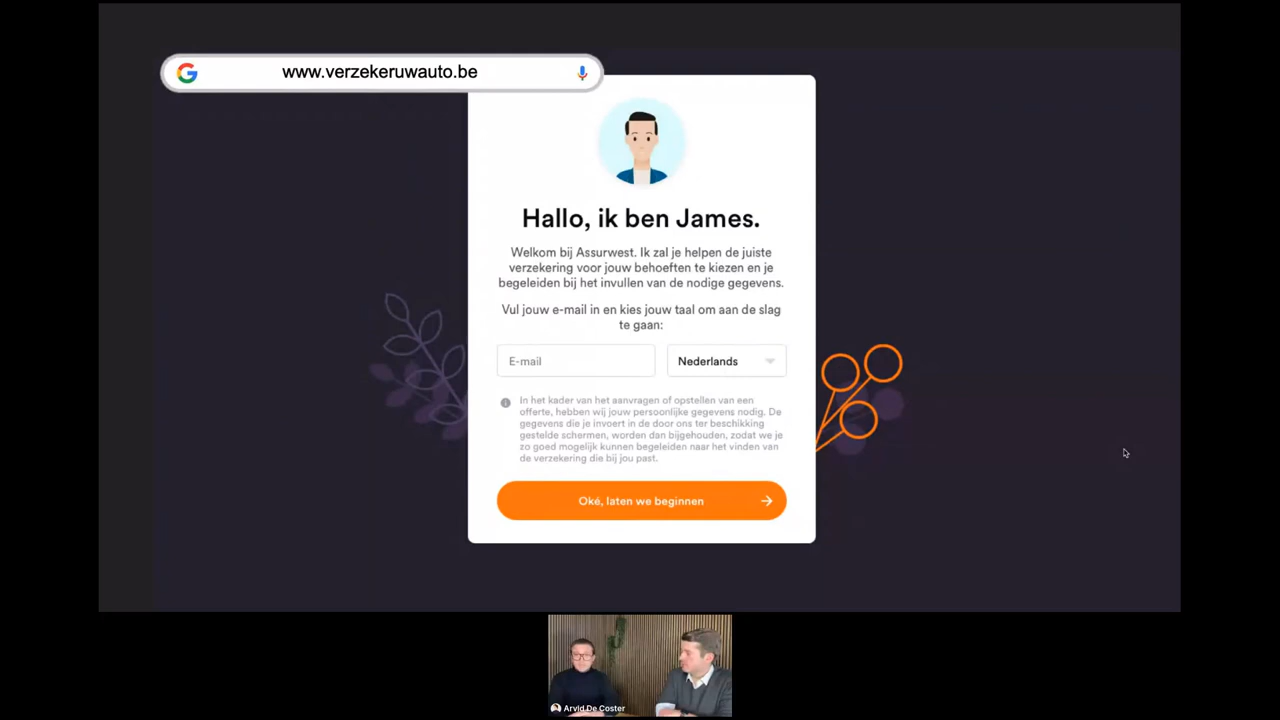 www.verzekeruwauto.be
Hallo, ik ben James.
Welkom bij Assurwest. Ik zal je helpen de juiste
verzekering voor jouw behoeften te kiezen en je
begeleiden bij het invullen van de nodige gegevens.
Vul jouw e-mail in en kies jouw taal om aan de slag
te gaan:
E-mail
Nederlands
In het kader van het aanvragen of opstellen van een
offerte, hebben wij jouw persoonlijke gegevens nodig. De
gegevens die je invoert in de door ons ter beschikking
gestelde schermen, worden dan bijgehouden, zodat we je
zo goed mogelijk kunnen begeleiden naar het vinden van
de verzekering die bij jou past.
Oké, laten we beginnen
Arvid De Coster